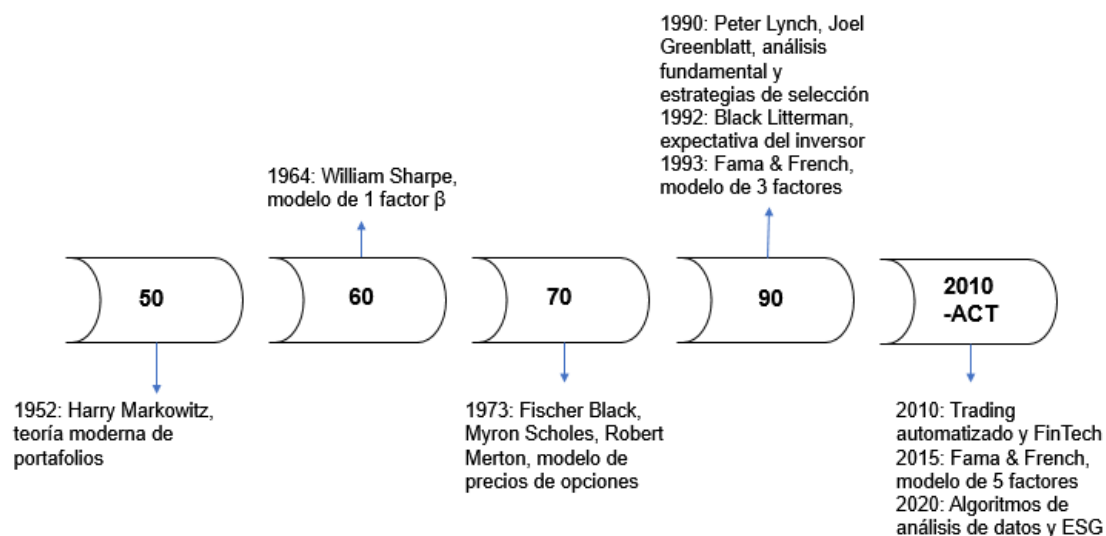 1990: Peter Lynch, Joel
Greenblatt, análisis
fundamental y
estrategias de selección
1992: Black Litterman,
expectativa del inversor
1993: Fama & French,
modelo de 3 factores
1964: William Sharpe,
modelo de 1 factor β
50
60
70
90
2010
-ACT
1952: Harry Markowitz,
teoría moderna de
portafolios
1973: Fischer Black,
Myron Scholes, Robert
Merton, modelo de
precios de opciones
2010: Trading
automatizado y FinTech
2015: Fama & French,
modelo de 5 factores
2020: Algoritmos de
análisis de datos y ESG